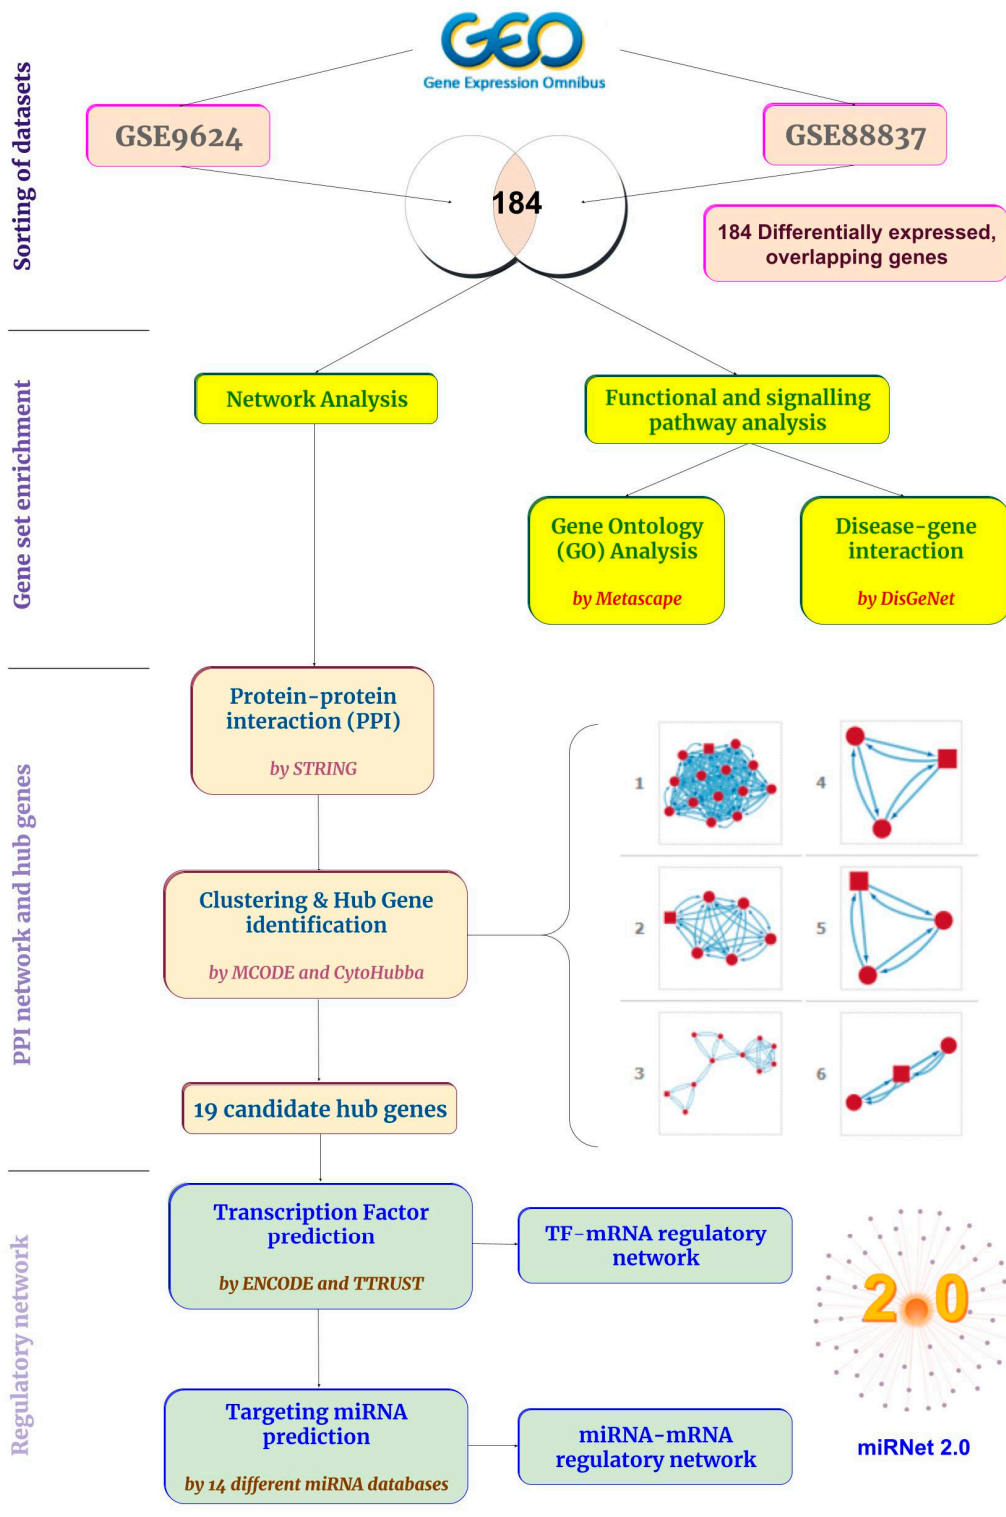 GEO
Gene Expression Omnibus
Sorting of datasets
GSE9624
GSE88837
184
184 Differentially expressed,
overlapping genes
Gene set enrichment
Network Analysis
Functional and signalling
pathway analysis
Gene Ontology
(GO) Analysis
by Metascape
Disease-gene
interaction
by DisGeNet
PPI network and hub genes
Protein-protein
interaction (PPI)
by STRING
Clustering & Hub Gene
identification
by MCODE and CytoHubba
19 candidate hub genes
1
4
2
5
3
6
Regulatory network
Transcription Factor
prediction
by ENCODE and TTRUST
TF-mRNA regulatory
network
Targeting miRNA
prediction
by 14 different miRNA databases
miRNA-mRNA
regulatory network
2 0
miRNet 2.0